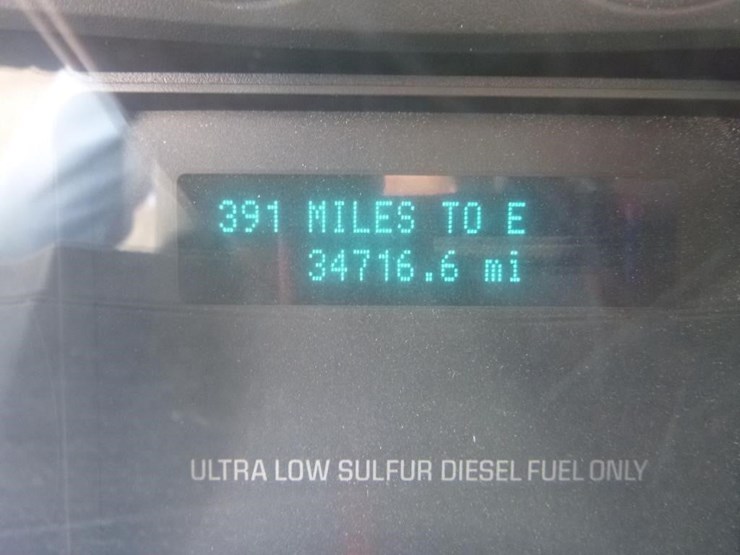 391 MILES TO E
34716.6 mi
ULTRA LOW SULFUR DIESEL FUEL ONLY